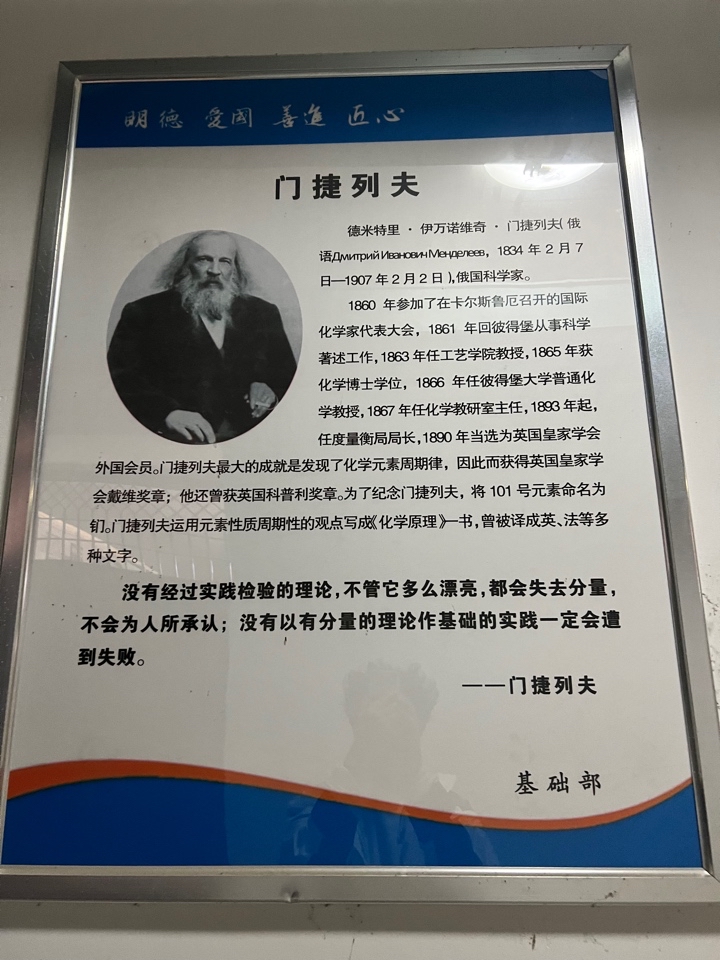 明德 爱国 善進 匠心
门捷列夫
德米特里·伊万诺维奇·门捷列夫(俄
语Дмитрий Иванович Менделеев, 1834 年 2 月 7
日—1907 年 2 月 2 日),俄国科学家。
1860 年参加了在卡尔斯鲁厄召开的国际
化学家代表大会, 1861 年回彼得堡从事科学
著述工作,1863 年任工艺学院教授,1865 年获
化学博士学位, 1866 年任彼得堡大学普通化
学教授,1867 年任化学教研室主任,1893 年起,
任度量衡局局长,1890 年当选为英国皇家学会
外国会员。门捷列夫最大的成就是发现了化学元素周期律, 因此而获得英国皇家学
会戴维奖章; 他还曾获英国科普利奖章。为了纪念门捷列夫, 将 101 号元素命名为
钔。门捷列夫运用元素性质周期性的观点写成《化学原理》一书,曾被译成英、法等多
种文字。
没有经过实践检验的理论,不管它多么漂亮,都会失去分量,
不会为人所承认; 没有以有分量的理论作基础的实践一定会遭
到失败。
——门捷列夫
基础部